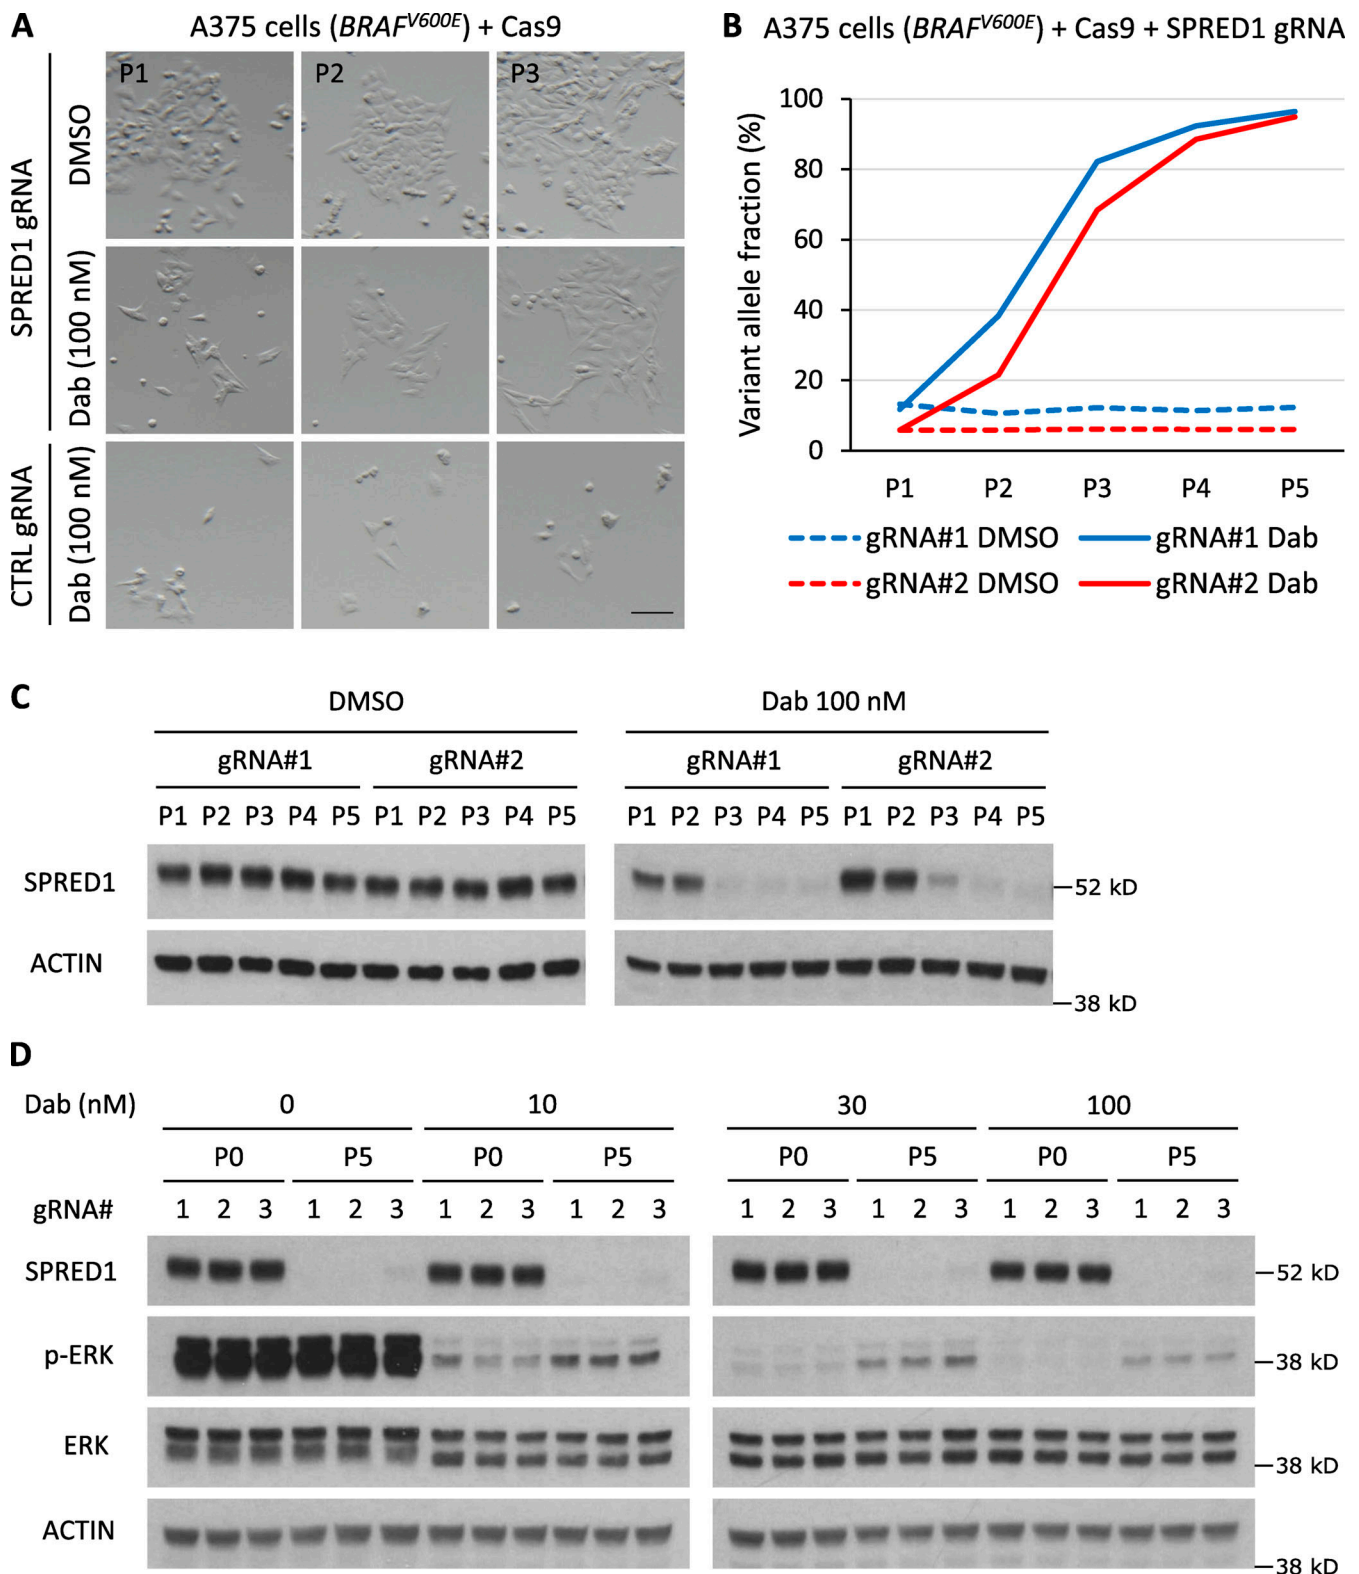 A
A375 cells (BRAF^V600E) + Cas9
SPRED1 gRNA
DMSO
P1 P2 P3
Dab (100 nM)
CTRL gRNA
Dab (100 nM)
B
A375 cells (BRAF^V600E) + Cas9 + SPRED1 gRNA
Variant allele fraction (%)
100
80
60
40
20
0
P1 P2 P3 P4 P5
gRNA#1 DMSO gRNA#1 Dab
gRNA#2 DMSO gRNA#2 Dab
C
DMSO Dab 100 nM
gRNA#1 gRNA#2 gRNA#1 gRNA#2
P1 P2 P3 P4 P5 P1 P2 P3 P4 P5 P1 P2 P3 P4 P5 P1 P2 P3 P4 P5
SPRED1 52 kD
ACTIN
38 kD
D
Dab (nM) 0 10 30 100
P0 P5 P0 P5 P0 P5 P0 P5
gRNA# 1 2 3 1 2 3 1 2 3 1 2 3 1 2 3 1 2 3 1 2 3 1 2 3
SPRED1 52 kD
p-ERK 38 kD
ERK 38 kD
ACTIN
38 kD